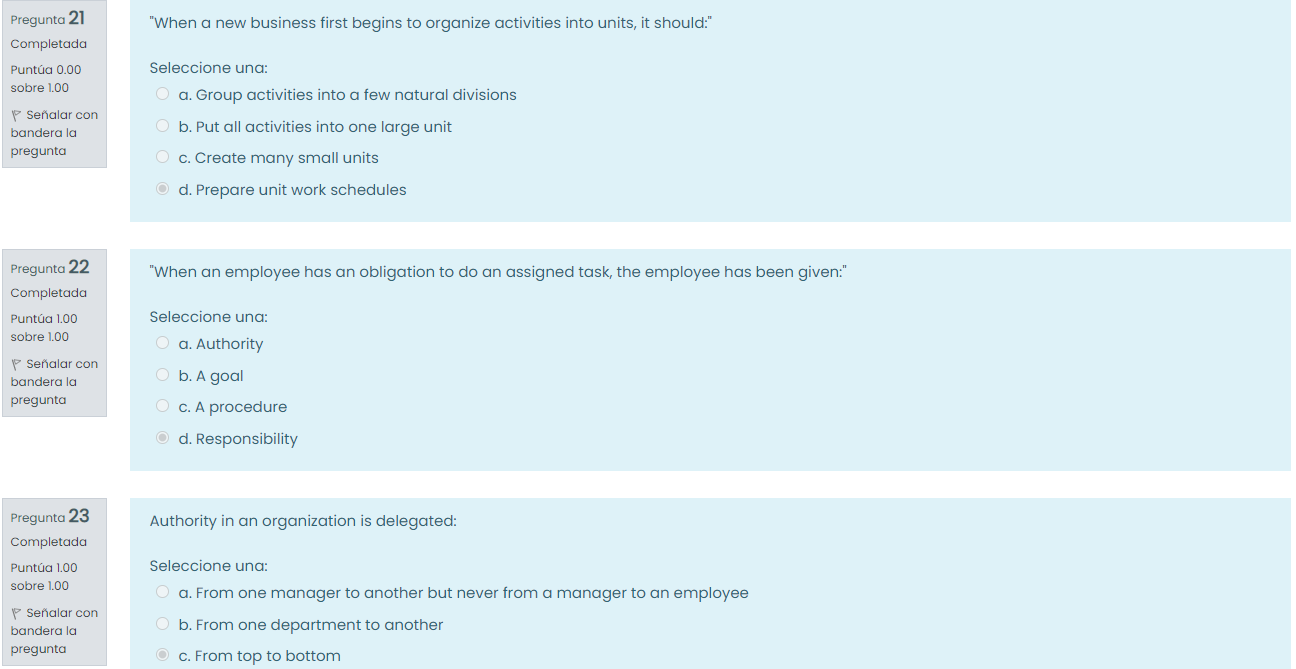 Pregunta 21
Completada
Puntúa 0.00
sobre 1.00
Señalar con
bandera la
pregunta
"When a new business first begins to organize activities into units, it should:"
Seleccione una:
a. Group activities into a few natural divisions
b. Put all activities into one large unit
c. Create many small units
d. Prepare unit work schedules
Pregunta 22
Completada
Puntúa 1.00
sobre 1.00
Señalar con
bandera la
pregunta
"When an employee has an obligation to do an assigned task, the employee has been given:"
Seleccione una:
a. Authority
b. A goal
c. A procedure
d. Responsibility
Pregunta 23
Completada
Puntúa 1.00
sobre 1.00
Señalar con
bandera la
pregunta
Authority in an organization is delegated:
Seleccione una:
a. From one manager to another but never from a manager to an employee
b. From one department to another
c. From top to bottom